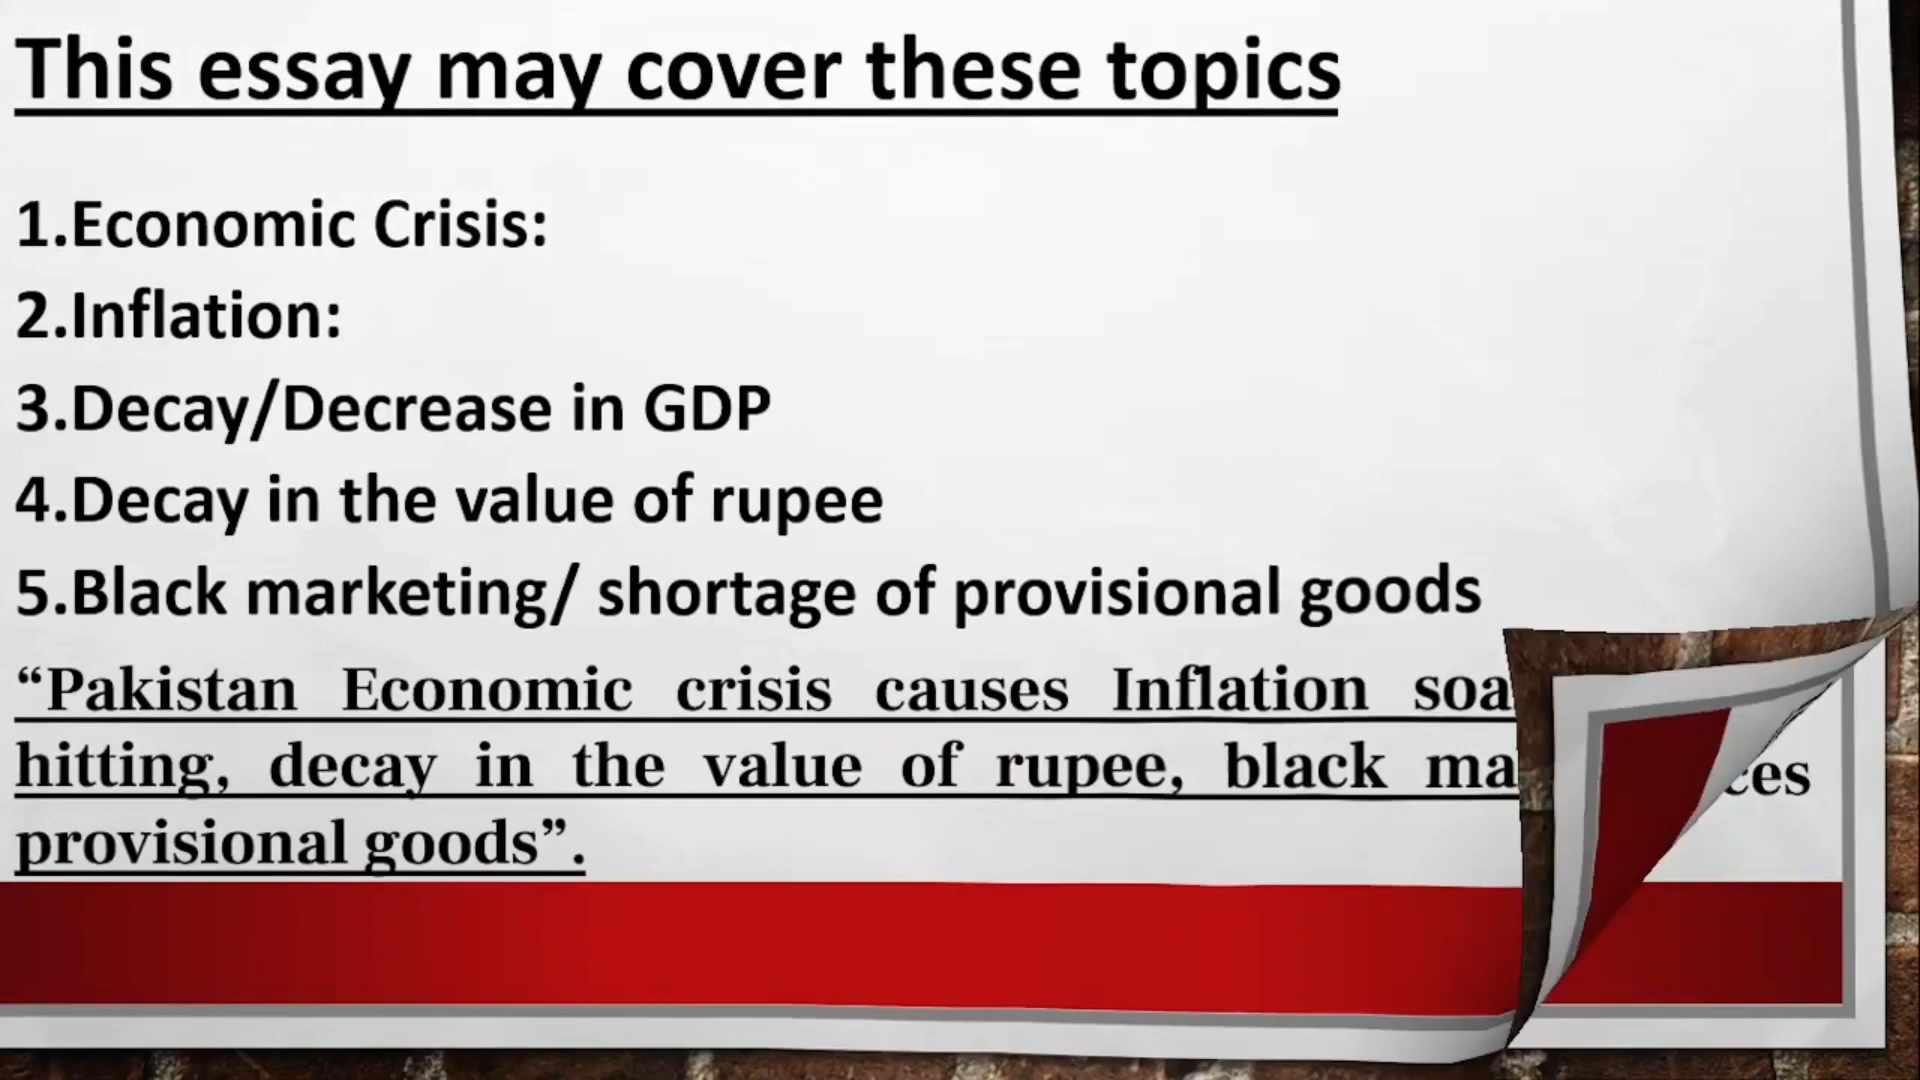 This essay may cover these topics
1.Economic Crisis:
2.Inflation:
3.Decay/Decrease in GDP
4.Decay in the value of rupee
5.Black marketing/ shortage of provisional goods
“Pakistan Economic crisis causes Inflation
hitting, decay in the value of rupee, black
provisional goods”.